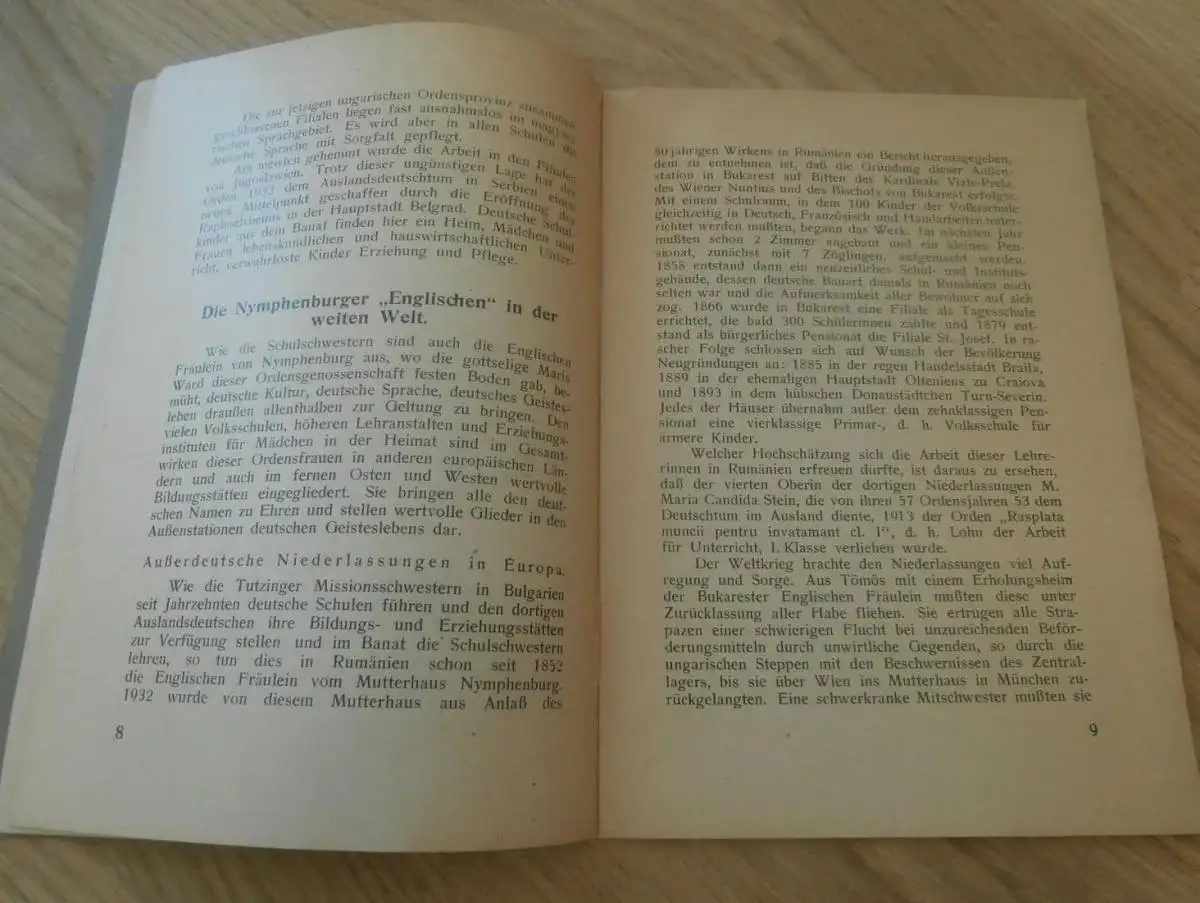 Die zur jetzigen ungarischen Ordensprovinz zusammen-
geschlossenen Filialen liegen fast ausnahmslos im magya-
rischen Sprachgebiet. Es wird aber in allen Schulen die
deutsche Sprache mit Sorgfalt gepflegt.
Am meisten gehemmt wurde die Arbeit in den Filialen
von Jugoslawien. Trotz dieser ungünstigen Lage hat der
Orden 1933 dem Auslandsdeutschtum in Serbien einen
neuen Mittelpunkt geschaffen durch die Eröffnung des
Raphaelsheims in der Hauptstadt Belgrad. Deutsche Schul-
kinder aus dem Banat finden hier ein Heim, Mädchen und
Frauen lebenskundlichen und hauswirtschaftlichen Unter-
richt, verwahrloste Kinder Erziehung und Pflege.
Die Nymphenburger „Englischen“ in der
weiten Welt.
Wie die Schulschwestern sind auch die Englischen
Fräulein von Nymphenburg aus, wo die gottselige Maria
Ward dieser Ordensgenossenschaft festen Boden gab, be-
müht, deutsche Kultur, deutsche Sprache, deutsches Geistes-
leben draußen allenthalben zur Geltung zu bringen. Den
vielen Volksschulen, höheren Lehranstalten und Erziehungs-
instituten für Mädchen in der Heimat sind im Gesamt-
wirken dieser Ordensfrauen in anderen europäischen Län-
dern und auch im fernen Osten und Westen wertvolle
Bildungsstätten eingegliedert. Sie bringen alle den deut-
schen Namen zu Ehren und stellen wertvolle Glieder in den
Außenstationen deutschen Geisteslebens dar.
Außerdeutsche Niederlassungen in Europa.
Wie die Tutzinger Missionsschwestern in Bulgarien
seit Jahrzehnten deutsche Schulen führen und den dortigen
Auslandsdeutschen ihre Bildungs- und Erziehungsstätten
zur Verfügung stellen und im Banat die Schulschwestern
lehren, so tun dies in Rumänien schon seit 1852
die Englischen Fräulein vom Mutterhaus Nymphenburg.
1932 wurde von diesem Mutterhaus aus Anlaß des
8
80jährigen Wirkens in Rumänien ein Bericht herausgegeben,
dem zu entnehmen ist, daß die Gründung dieser Außen-
station in Bukarest auf Bitten des Kardinals Viale-Prela,
des Wiener Nuntius und des Bischofs von Bukarest erfolgte.
Mit einem Schulraum, in dem 100 Kinder der Volksschule
gleichzeitig in Deutsch, Französisch und Handarbeiten unter-
richtet werden mußten, begann das Werk. Im nächsten Jahr
mußten schon 2 Zimmer angebaut und ein kleines Pen-
sionat, zunächst mit 7 Zöglingen, aufgemacht werden.
1858 entstand dann ein neuzeitliches Schul- und Instituts-
gebäude, dessen deutsche Bauart damals in Rumänien noch
selten war und die Aufmerksamkeit aller Bewohner auf sich
zog. 1866 wurde in Bukarest eine Filiale als Tagesschule
errichtet, die bald 300 Schülerinnen zählte und 1879 ent-
stand als bürgerliches Pensionat die Filiale St. Josef. In ra-
scher Folge schlossen sich auf Wunsch der Bevölkerung
Neugründungen an: 1885 in der regen Handelsstadt Braila,
1889 in der ehemaligen Hauptstadt Olteniens zu Craiova
und 1893 in dem hübschen Donaustädtchen Turn-Severin.
Jedes der Häuser übernahm außer dem zehnklassigen Pen-
sionat eine vierklassige Primar-, d. h. Volksschule für
ärmere Kinder.
Welcher Hochschätzung sich die Arbeit dieser Lehre-
rinnen in Rumänien erfreuen durfte, ist daraus zu ersehen,
daß der vierten Oberin der dortigen Niederlassungen M.
Maria Candida Stein, die von ihren 57 Ordensjahren 53 dem
Deutschtum im Ausland diente, 1913 der Orden „Rasplata
muncii pentru invatamant cl. I“, d. h. Lohn der Arbeit
für Unterricht, I. Klasse verliehen wurde.
Der Weltkrieg brachte den Niederlassungen viel Auf-
regung und Sorge. Aus Tömös mit einem Erholungsheim
der Bukarester Englischen Fräulein mußten diese unter
Zurücklassung aller Habe fliehen. Sie ertrugen alle Stra-
pazen einer schwierigen Flucht bei unzureichenden Beför-
derungsmitteln durch unwirtliche Gegenden, so durch die
ungarischen Steppen mit den Beschwernissen des Zentral-
lagers, bis sie über Wien ins Mutterhaus in München zu-
rückgelangten. Eine schwerkranke Mitschwester mußten sie
9